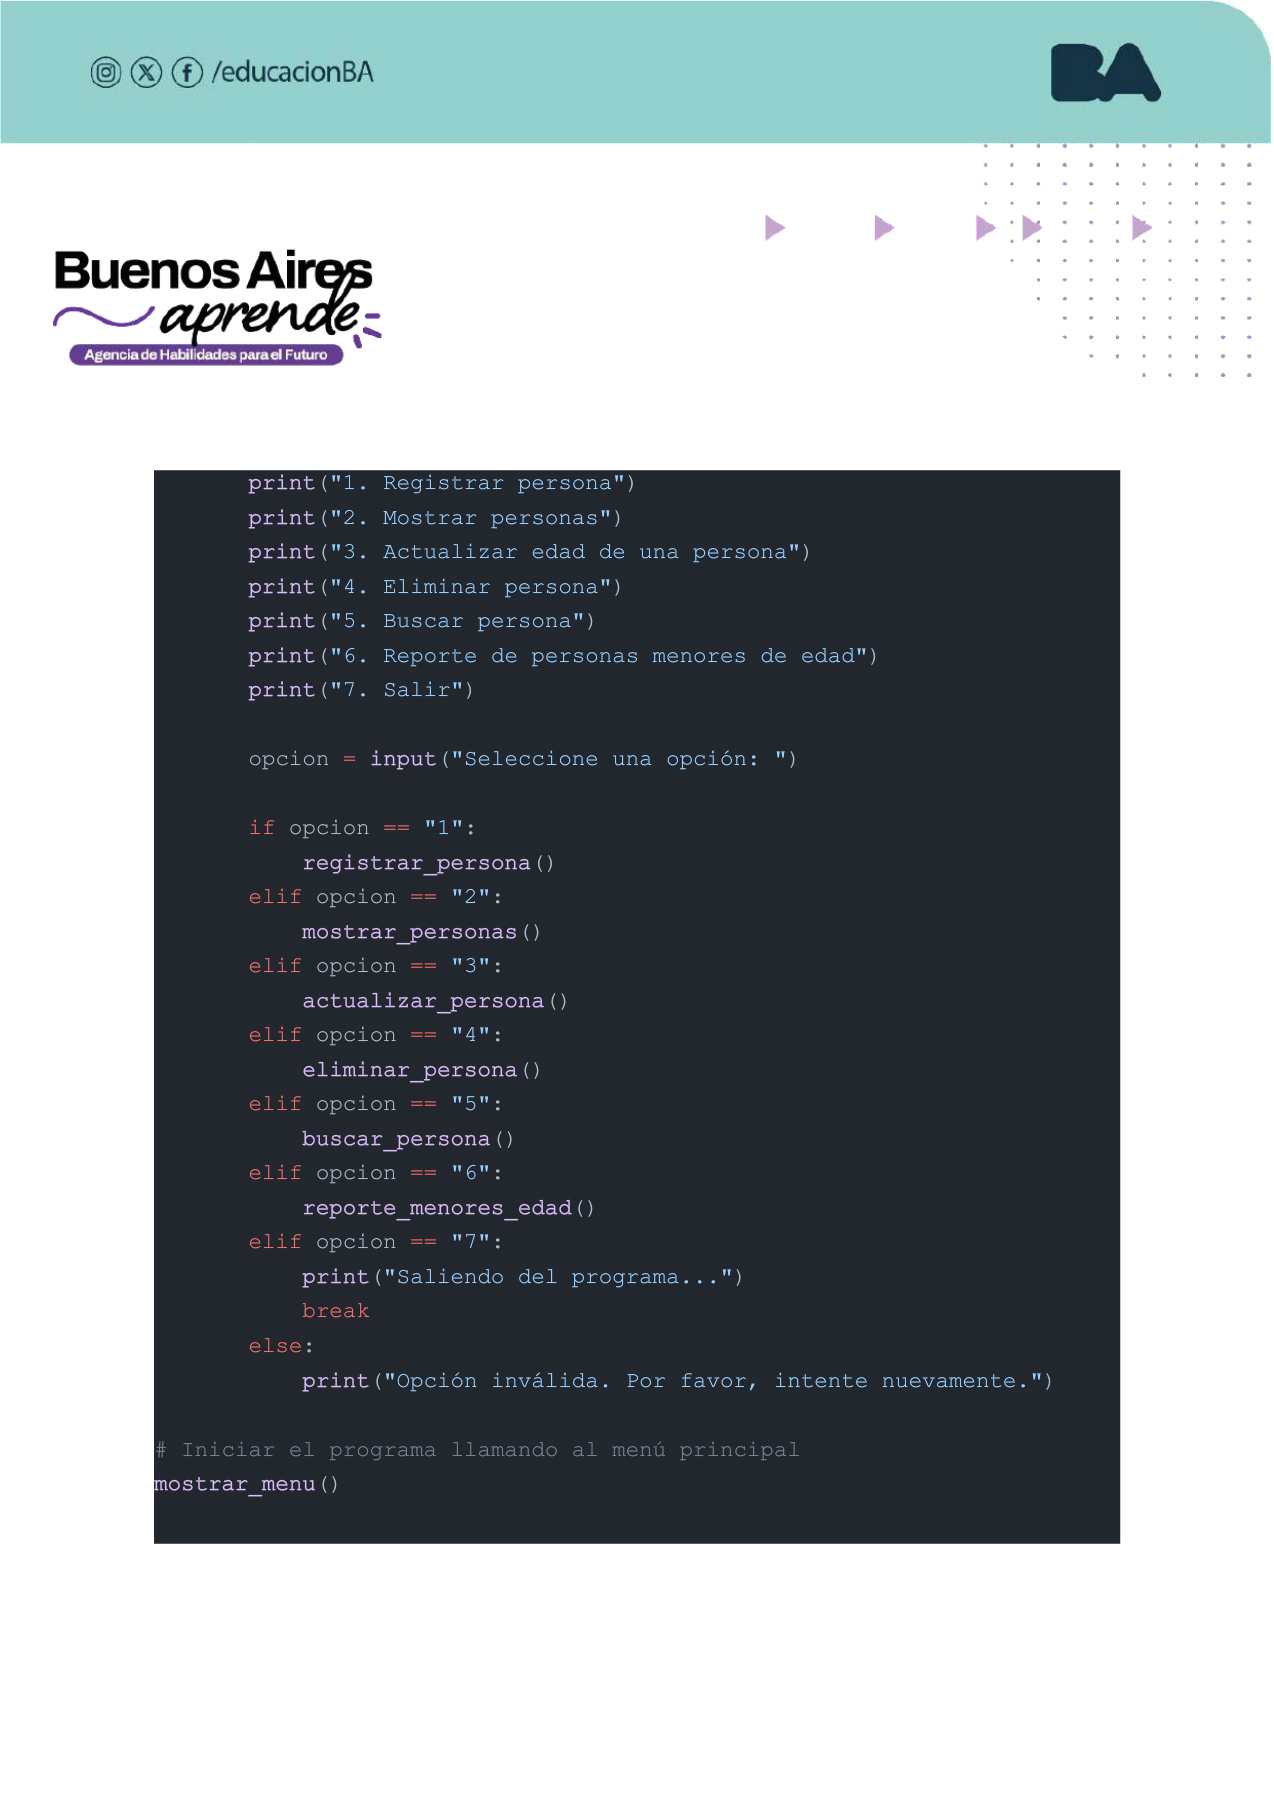 /educacionBA
BA
Buenos Aires
aprende
Agencia de Habilidades para el Futuro
print("1. Registrar persona")
print("2. Mostrar personas")
print("3. Actualizar edad de una persona")
print("4. Eliminar persona")
print("5. Buscar persona")
print("6. Reporte de personas menores de edad")
print("7. Salir")
opcion = input("Seleccione una opción: ")
if opcion == "1":
registrar_persona()
elif opcion == "2":
mostrar_personas()
elif opcion == "3":
actualizar_persona()
elif opcion == "4":
eliminar_persona()
elif opcion == "5":
buscar_persona()
elif opcion == "6":
reporte_menores_edad()
elif opcion == "7":
print("Saliendo del programa...")
break
else:
print("Opción inválida. Por favor, intente nuevamente.")
# Iniciar el programa llamando al menú principal
mostrar_menu()